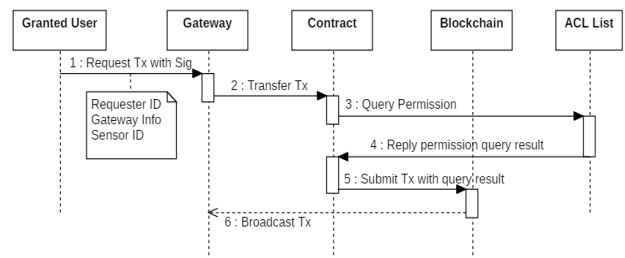 Granted User
Gateway
Contract
Blockchain
ACL List
1 : Request Tx with Sig
2 : Transfer Tx
Requester ID
Gateway Info
Sensor ID
3 : Query Permission
4 : Reply permission query result
5 : Submit Tx with query result
6 : Broadcast Tx